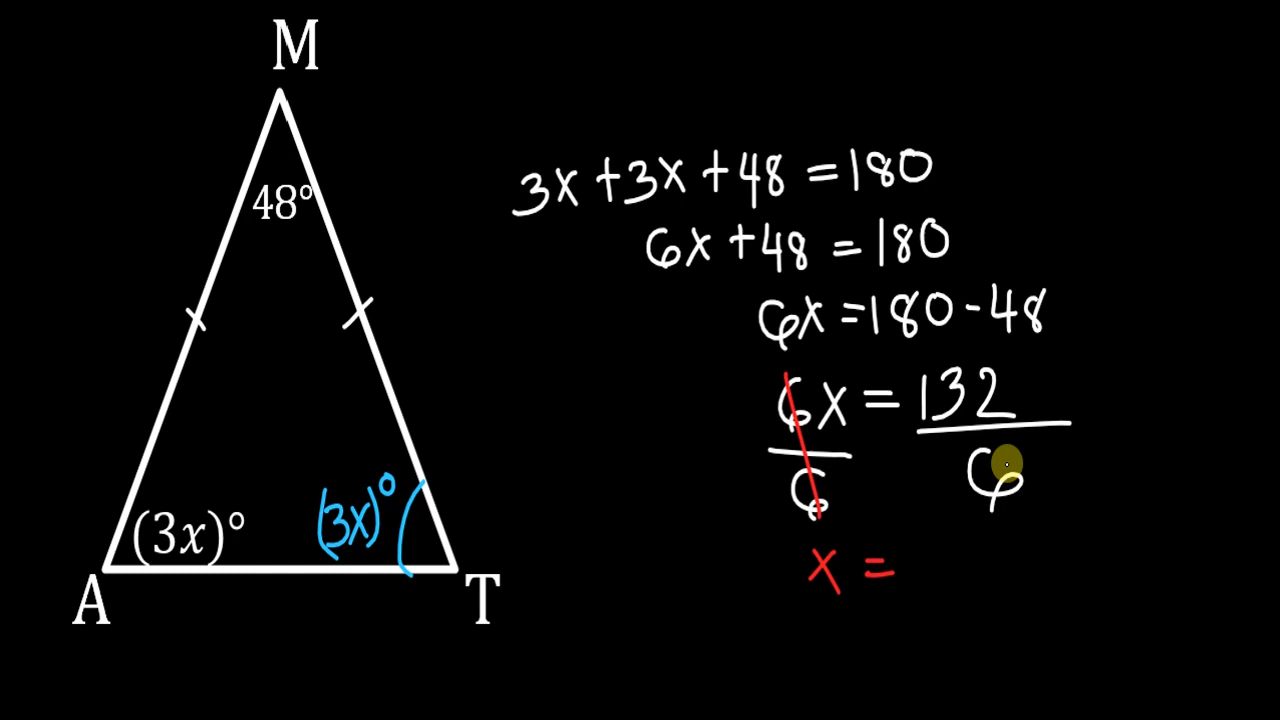 M
48°
(3x)°
(3x)°
A
T
3x + 3x + 48 = 180
6x + 48 = 180
6x = 180 - 48
6x = 132
6 6
x =